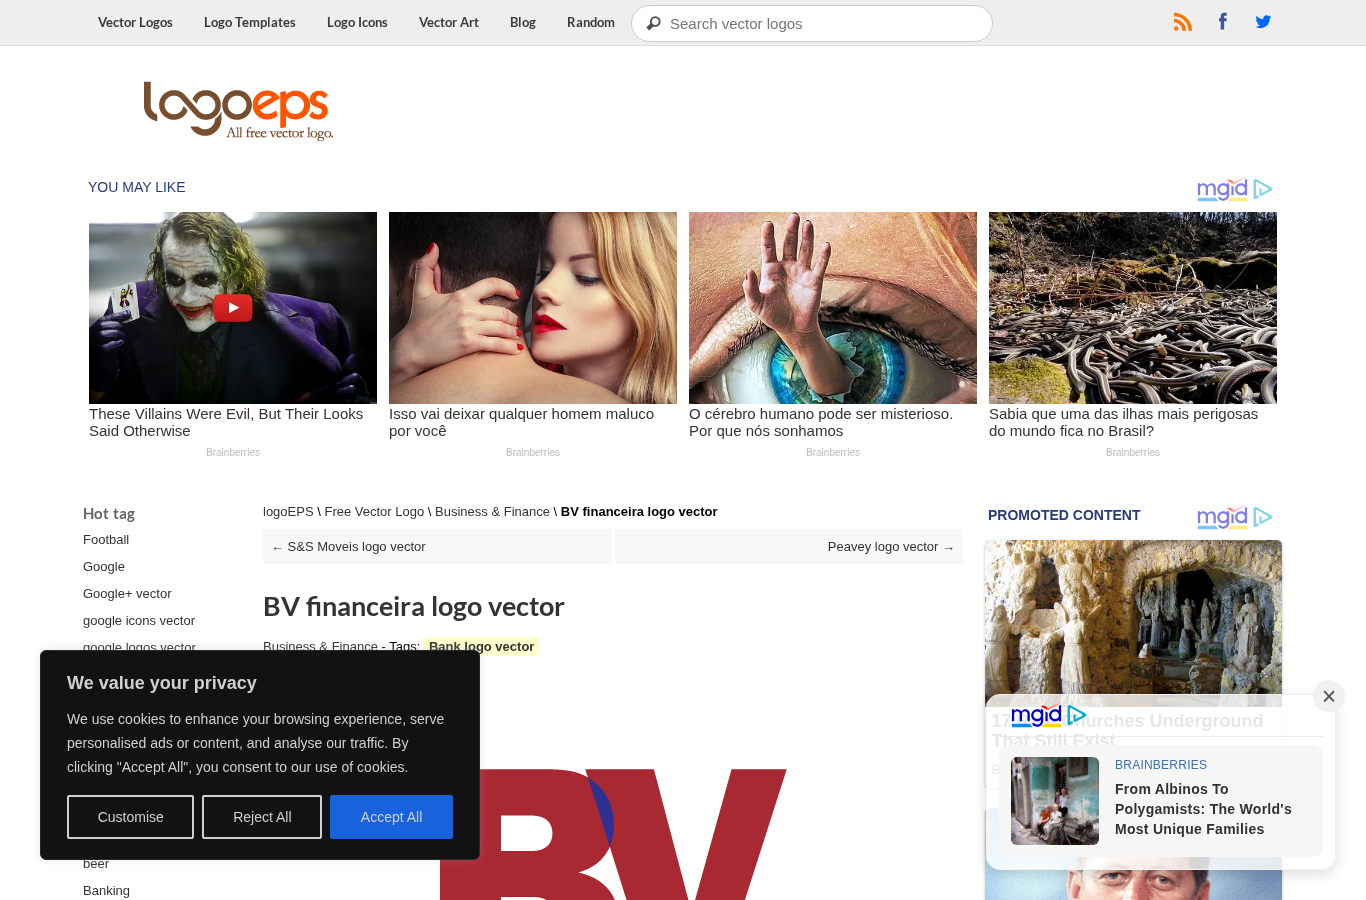 Vector Logos
Logo Templates
Logo Icons
Vector Art
Blog
Random
Search vector logos
logoeps
All free vector logo.
YOU MAY LIKE
mgid
These Villains Were Evil, But Their Looks
Said Otherwise
Brainberries
Isso vai deixar qualquer homem maluco
por você
Brainberries
O cérebro humano pode ser misterioso.
Por que nós sonhamos
Brainberries
Sabia que uma das ilhas mais perigosas
do mundo fica no Brasil?
Brainberries
Hot tag
Football
Google
Google+ vector
google icons vector
google logos vector
beer
Banking
logoEPS \ Free Vector Logo \ Business & Finance \ BV financeira logo vector
← S&S Moveis logo vector
Peavey logo vector →
BV financeira logo vector
Business & Finance - Tags: Bank logo vector
BV
We value your privacy
We use cookies to enhance your browsing experience, serve
personalised ads or content, and analyse our traffic. By
clicking "Accept All", you consent to our use of cookies.
Customise
Reject All
Accept All
PROMOTED CONTENT
mgid
Churches Underground
That Still Exist
mgid
BRAINBERRIES
From Albinos To
Polygamists: The World's
Most Unique Families